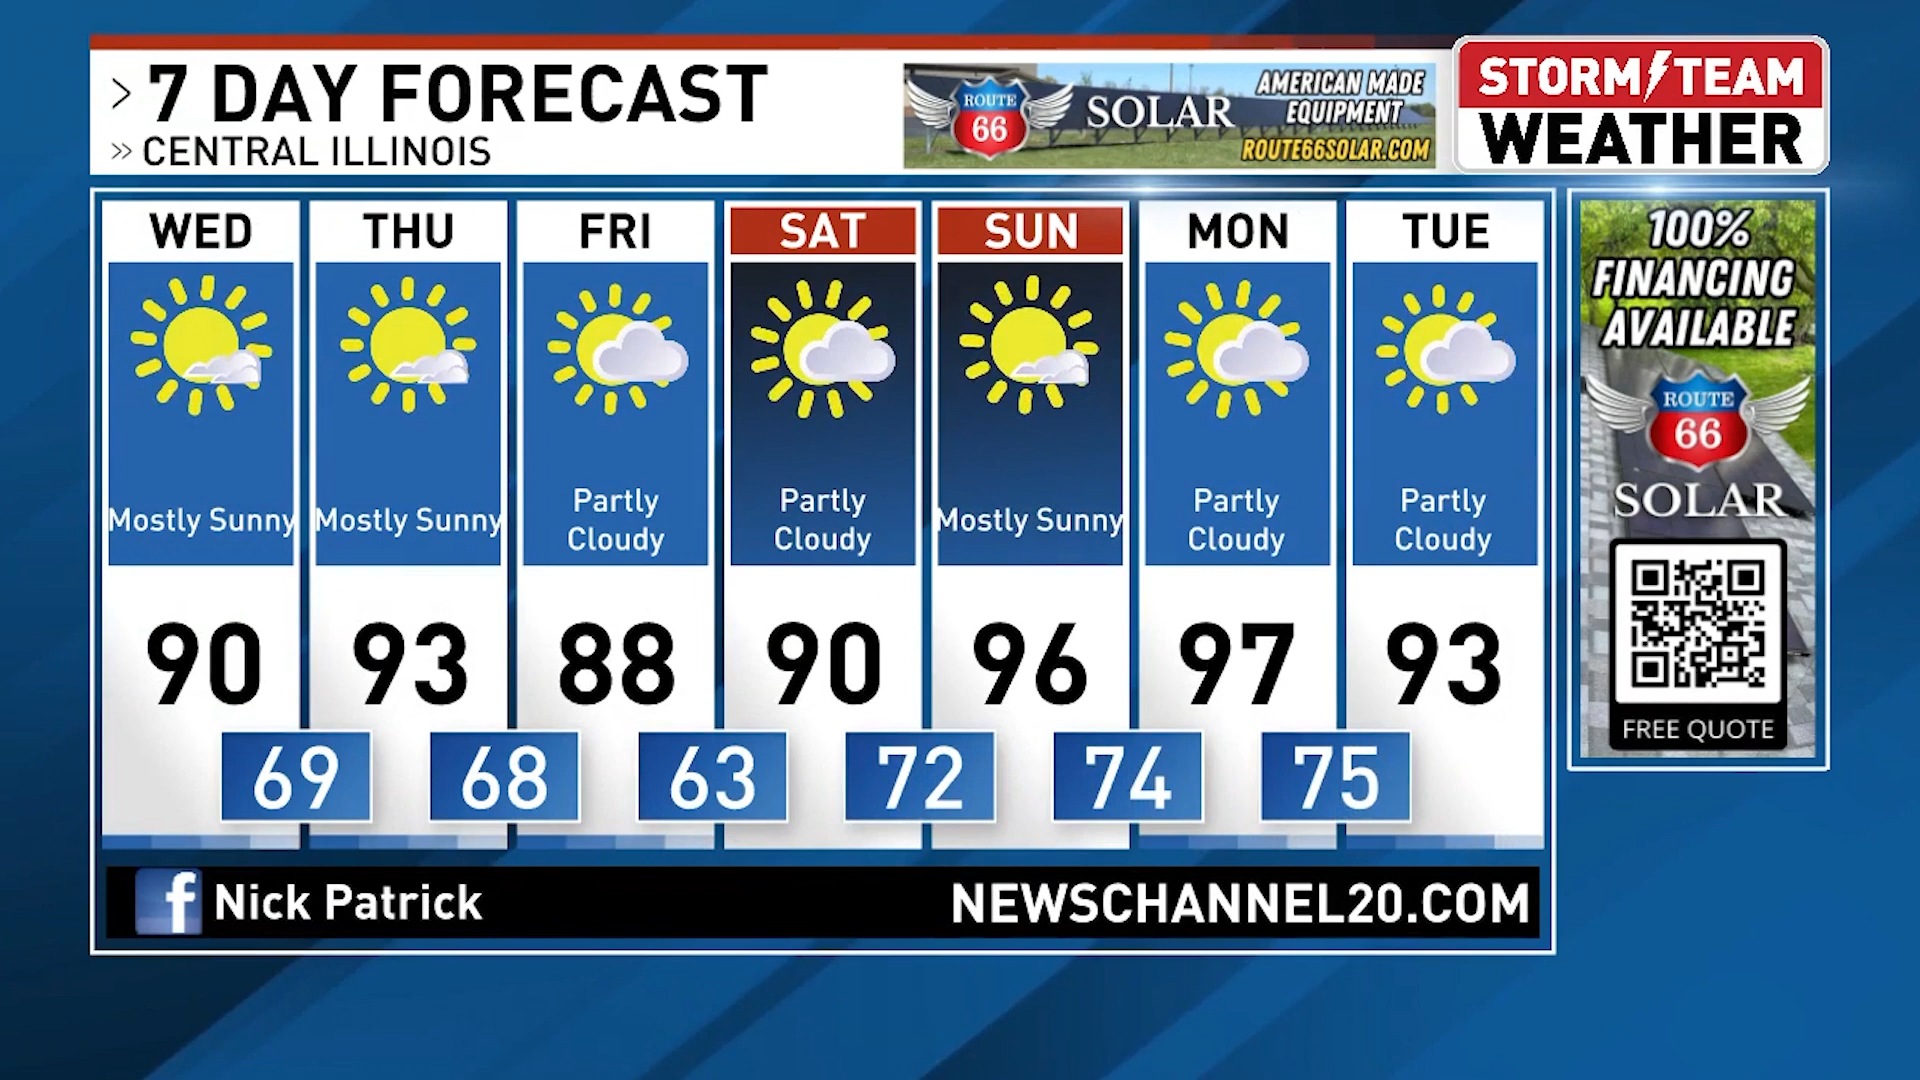 > 7 DAY FORECAST
» CENTRAL ILLINOIS
ROUTE
66
SOLAR
AMERICAN MADE
EQUIPMENT
ROUTE66SOLAR.COM
STORM TEAM
WEATHER
WED THU FRI SAT SUN MON TUE
Mostly Sunny
Mostly Sunny
Partly
Cloudy
Partly
Cloudy
Mostly Sunny
Partly
Cloudy
Partly
Cloudy
90 93 88 90 96 97 93
69 68 63 72 74 75
f Nick Patrick
NEWSCHANNEL20.COM
100%
FINANCING
AVAILABLE
ROUTE
66
SOLAR
FREE QUOTE